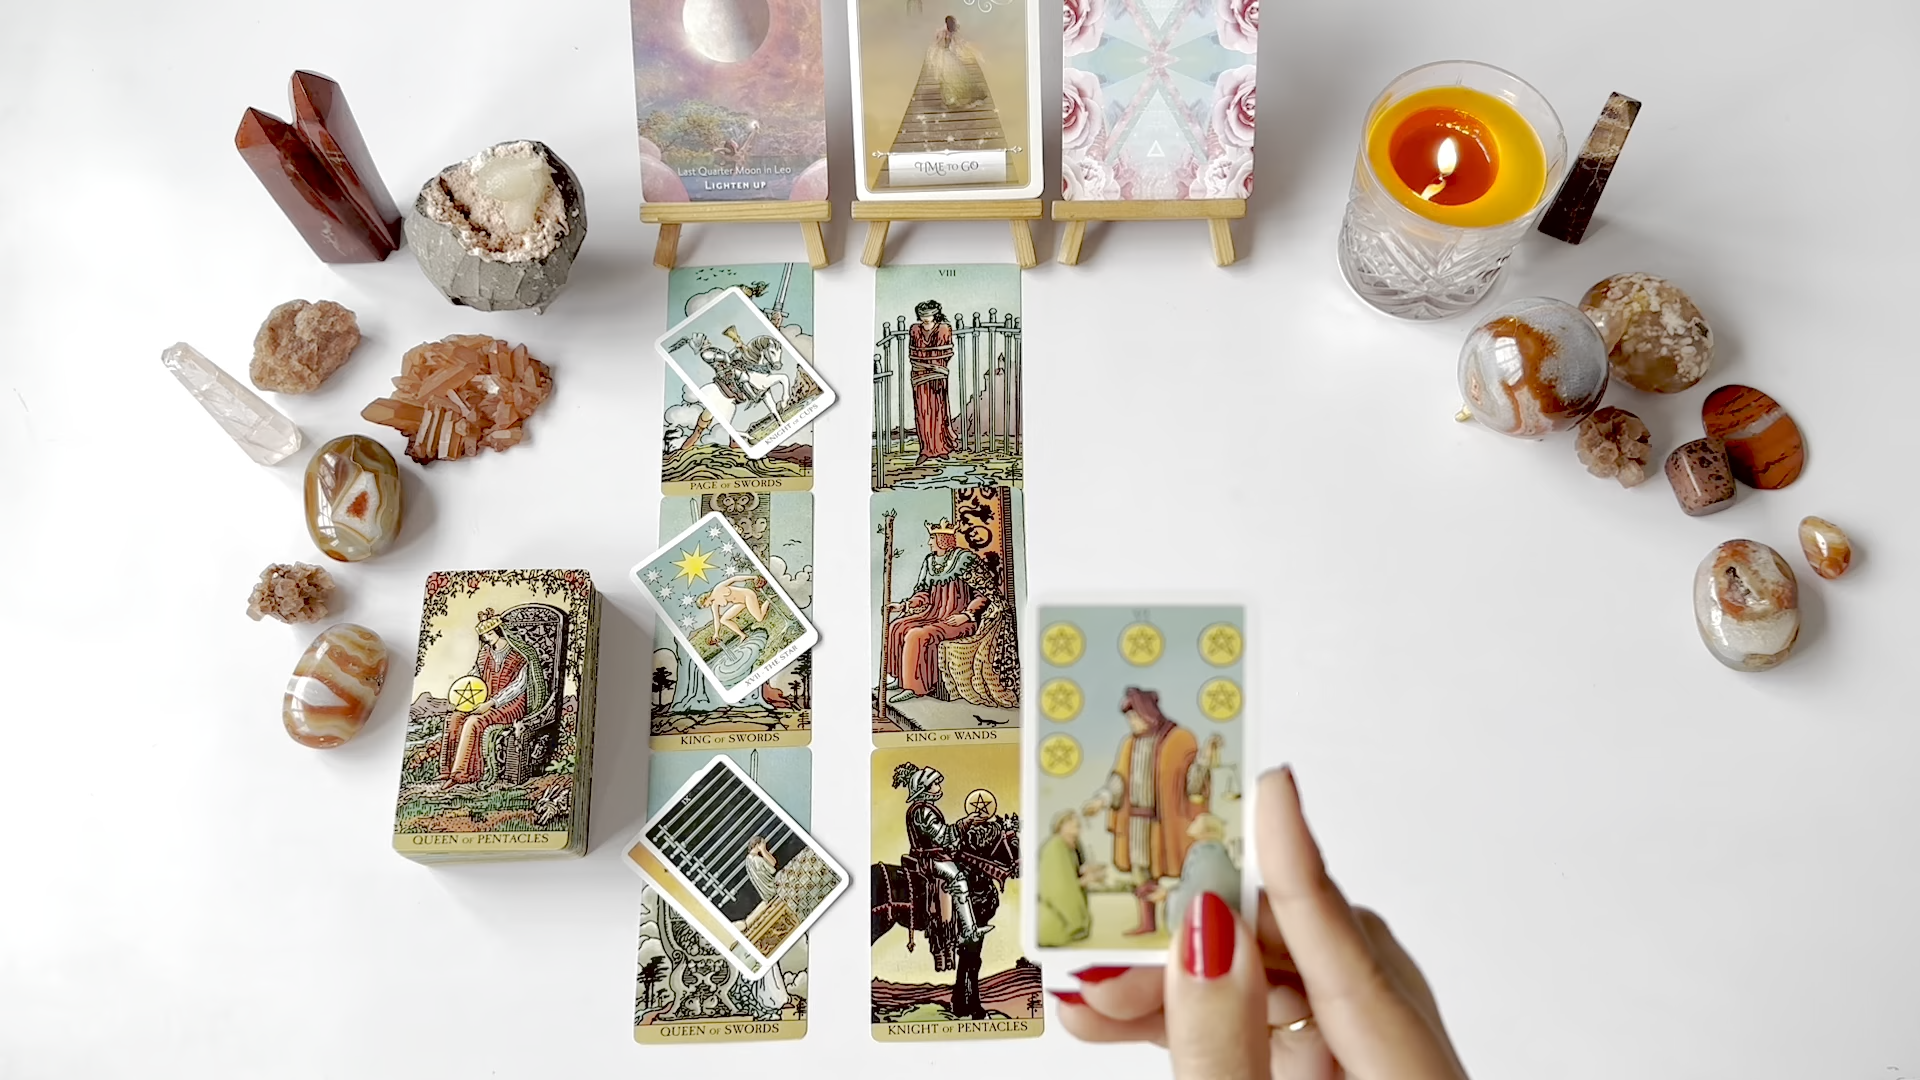 Last Quarter Moon in Leo
LIGHTEN UP
TIME TO GO
VIII
KNIGHT OF CUPS
PAGE OF SWORDS
XVII • THE STAR
KING OF SWORDS
KING OF WANDS
QUEEN OF PENTACLES
IX
QUEEN OF SWORDS
KNIGHT OF PENTACLES